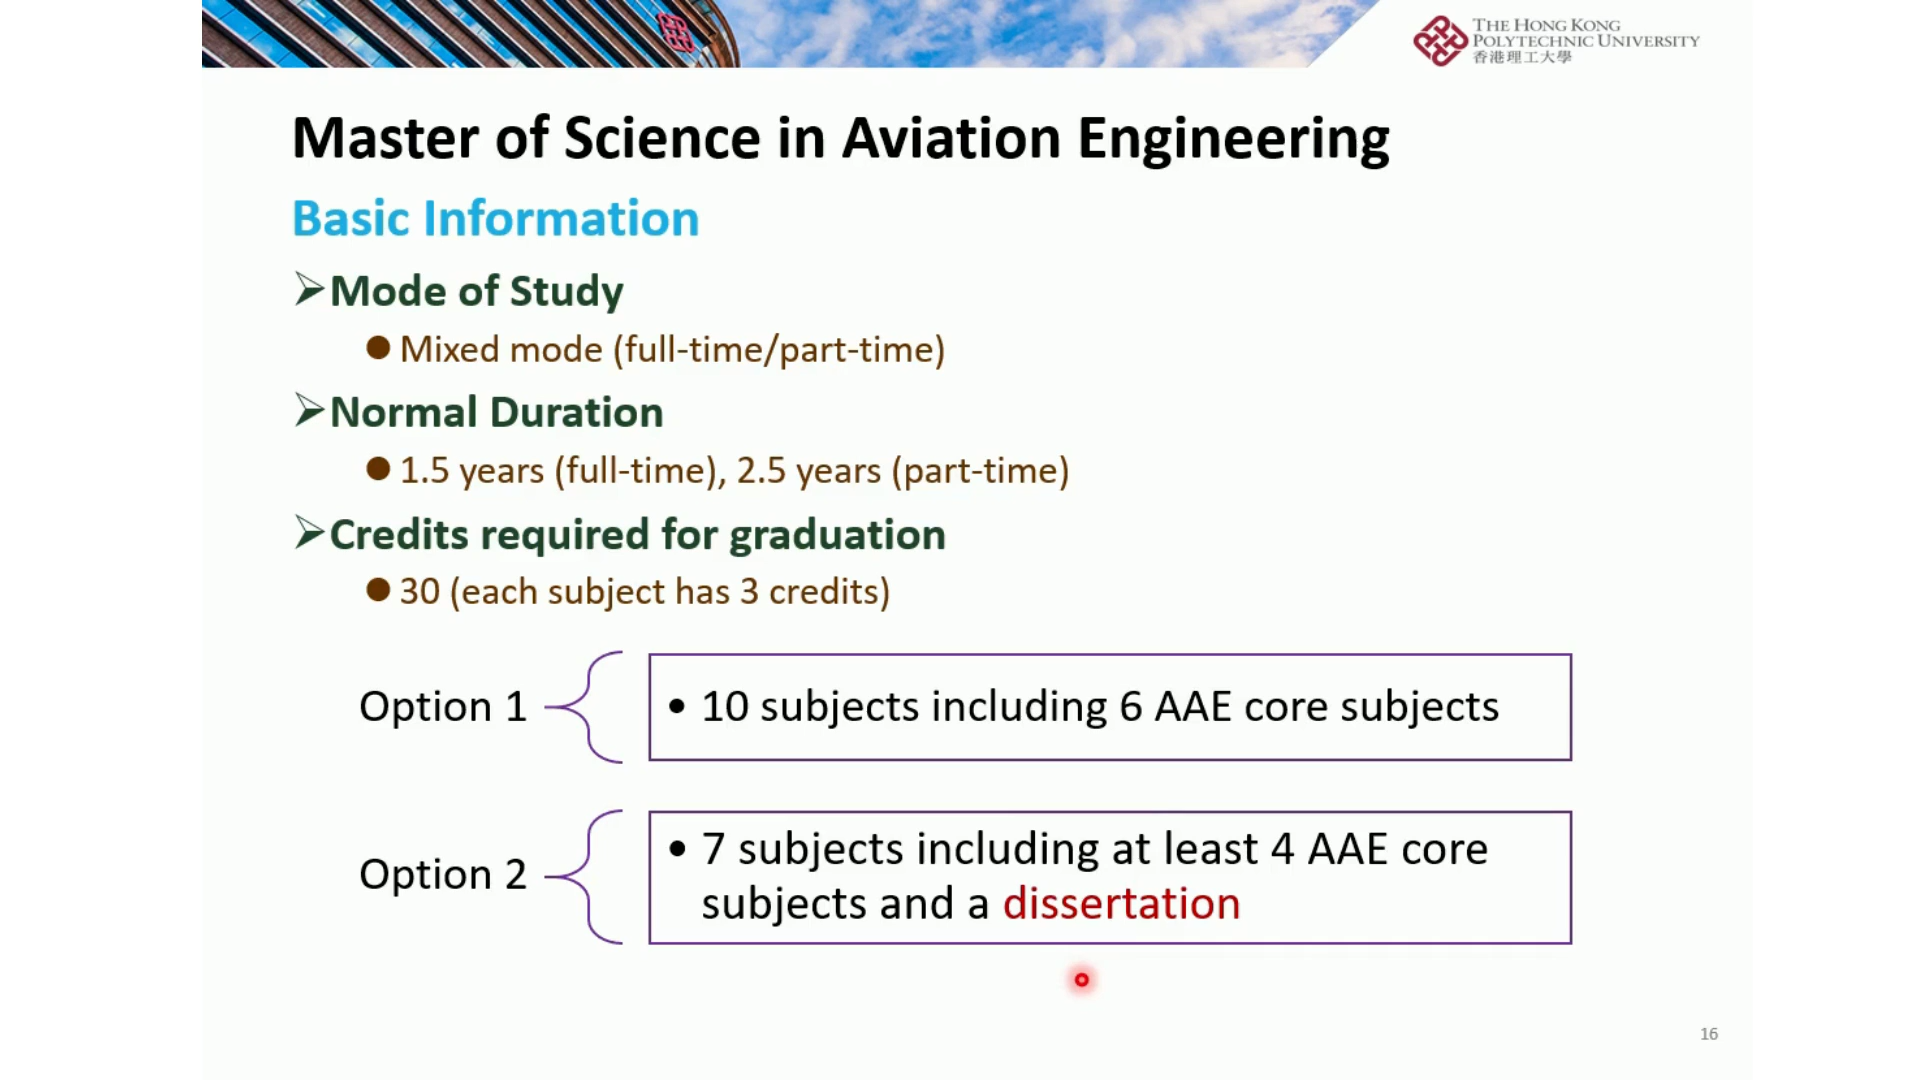 THE HONG KONG
POLYTECHNIC UNIVERSITY
香港理工大學
Master of Science in Aviation Engineering
Basic Information
Mode of Study
Mixed mode (full-time/part-time)
Normal Duration
1.5 years (full-time), 2.5 years (part-time)
Credits required for graduation
30 (each subject has 3 credits)
Option 1
• 10 subjects including 6 AAE core subjects
Option 2
• 7 subjects including at least 4 AAE core
subjects and a dissertation
16